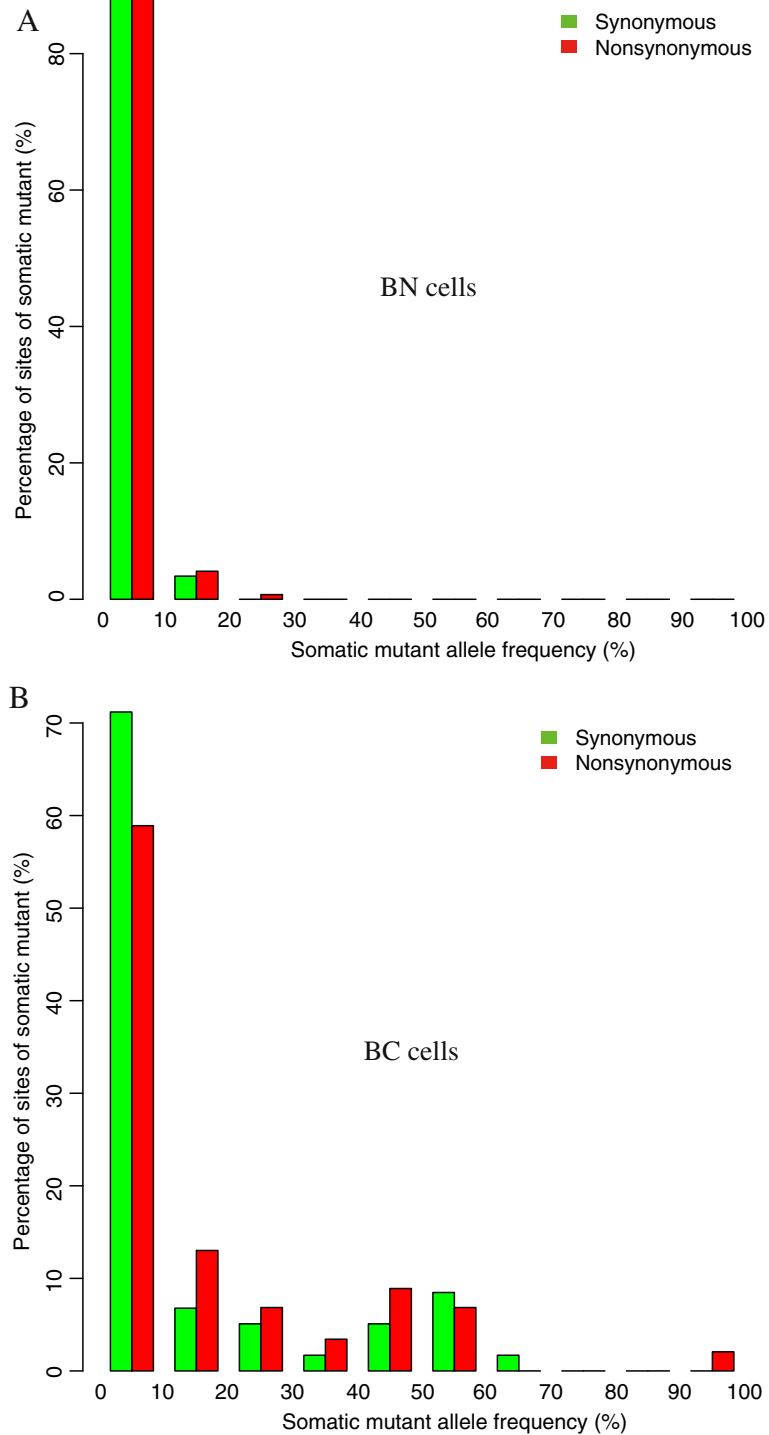 A
Synonymous
Nonsynonymous
Percentage of sites of somatic mutant (%)
80
60
40
20
0
BN cells
0 10 20 30 40 50 60 70 80 90 100
Somatic mutant allele frequency (%)
B
Synonymous
Nonsynonymous
Percentage of sites of somatic mutant (%)
70
60
50
40
30
20
10
0
BC cells
0 10 20 30 40 50 60 70 80 90 100
Somatic mutant allele frequency (%)